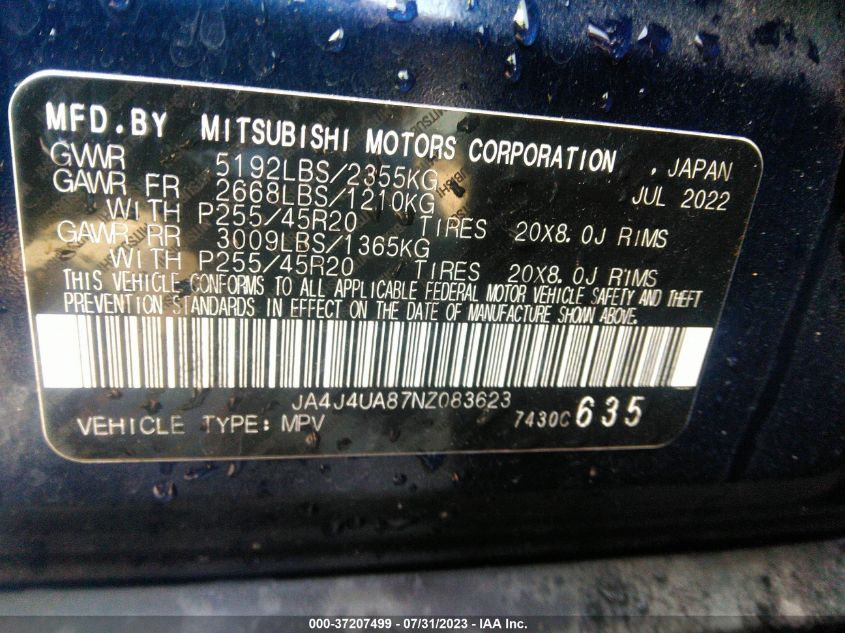 MFD.BY MITSUBISHI MOTORS CORPORATION , JAPAN
GVWR 5192LBS/2355KG JUL 2022
GAWR FR 2668LBS/1210KG
WITH P255/45R20 TIRES 20X8.0J RIMS
GAWR RR 3009LBS/1365KG
WITH P255/45R20 TIRES 20X8.0J RIMS
THIS VEHICLE CONFORMS TO ALL APPLICABLE FEDERAL MOTOR VEHICLE SAFETY AND THEFT
PREVENTION STANDARDS IN EFFECT ON THE DATE OF MANUFACTURE SHOWN ABOVE.
JA4J4UA87NZ083623
VEHICLE TYPE: MPV 7430C 635
000-37207499 / 07/31/2023 - IAA Inc.